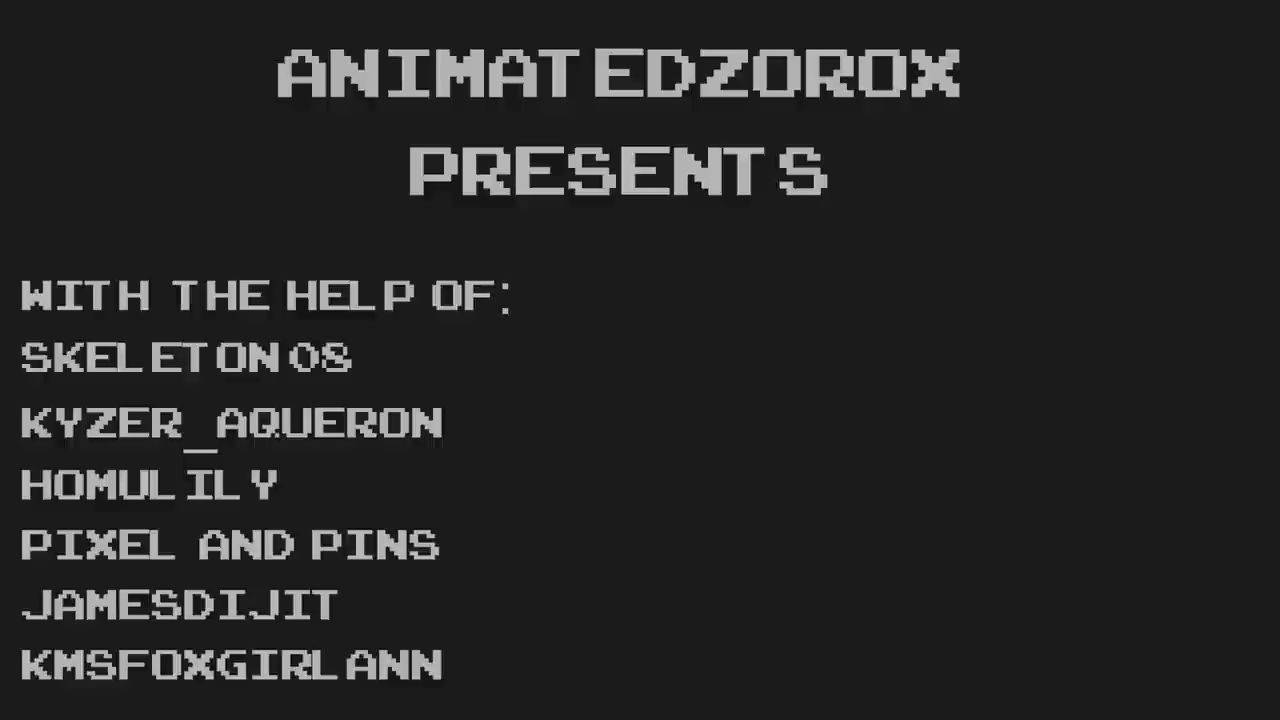 ANIMATEDZOROX
PRESENTS
WITH THE HELP OF:
SKELETON08
KYZER_AQUERON
HOMULILY
PIXEL AND PINS
JAMESDIJIT
KMSFOXGIRLANN